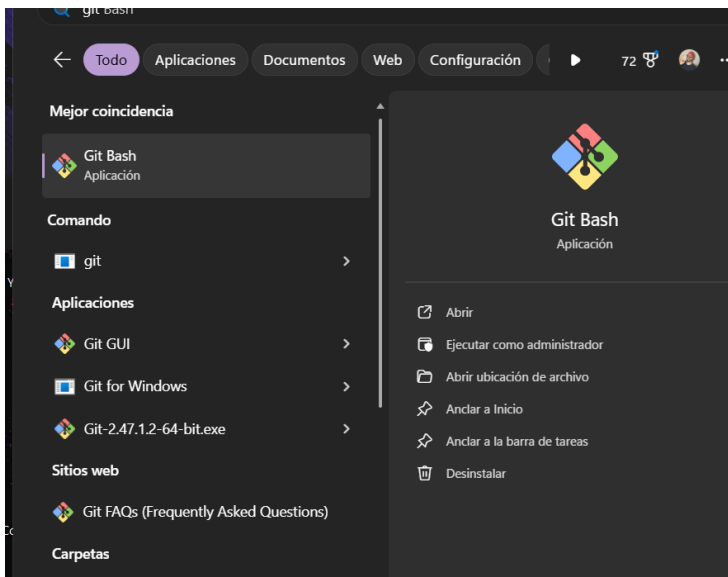 git Bash
Todo Aplicaciones Documentos Web Configuración 72
Mejor coincidencia
Git Bash
Aplicación
Comando
git
Aplicaciones
Git GUI
Git for Windows
Git-2.47.1.2-64-bit.exe
Sitios web
Git FAQs (Frequently Asked Questions)
Carpetas
Git Bash
Aplicación
Abrir
Ejecutar como administrador
Abrir ubicación de archivo
Anclar a Inicio
Anclar a la barra de tareas
Desinstalar